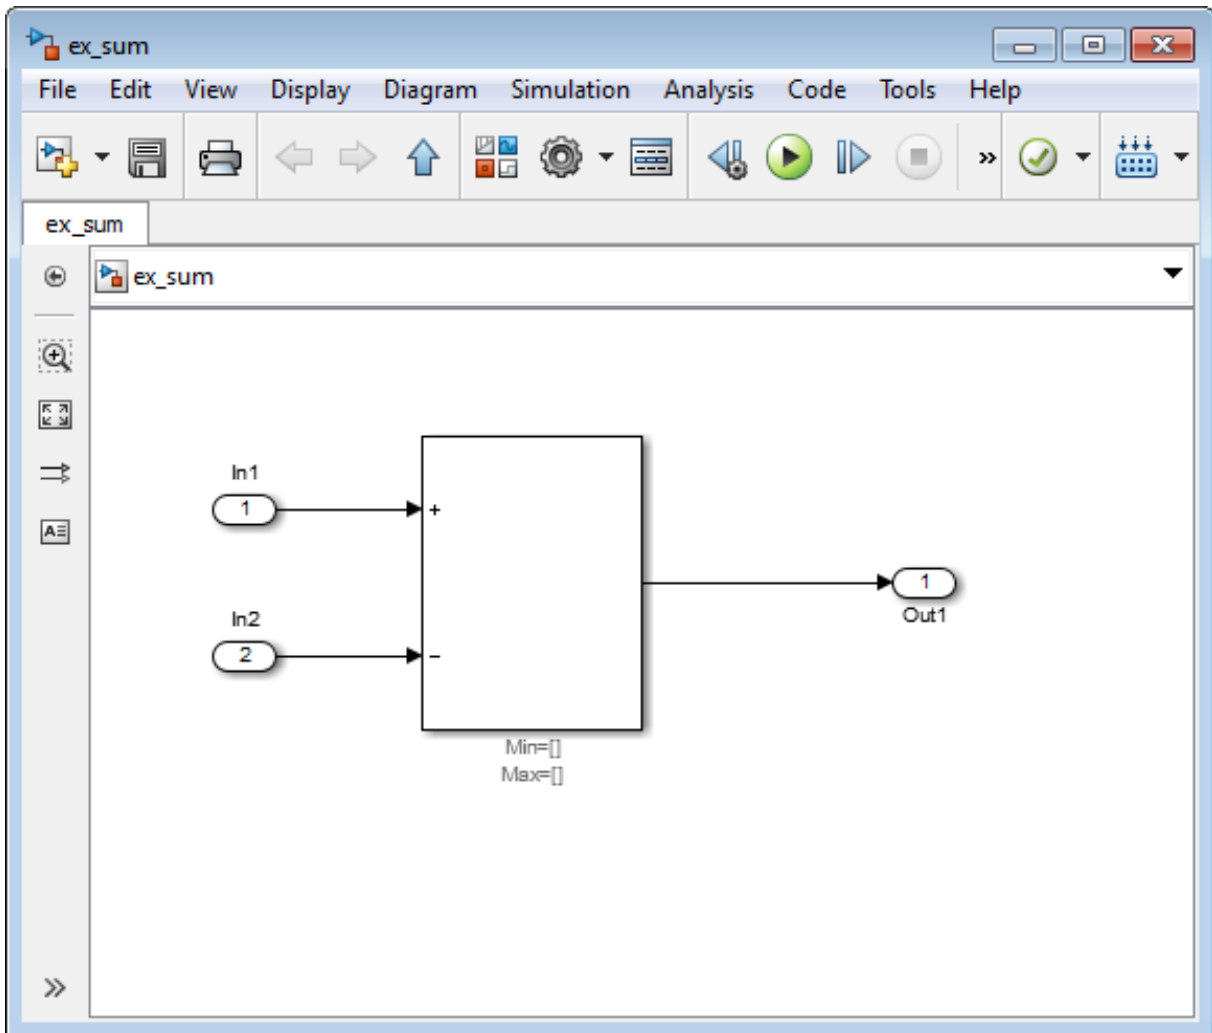 ex_sum
File Edit View Display Diagram Simulation Analysis Code Tools Help
ex_sum
ex_sum
In1
1
+
1
Out1
In2
2
−
Min=[]
Max=[]